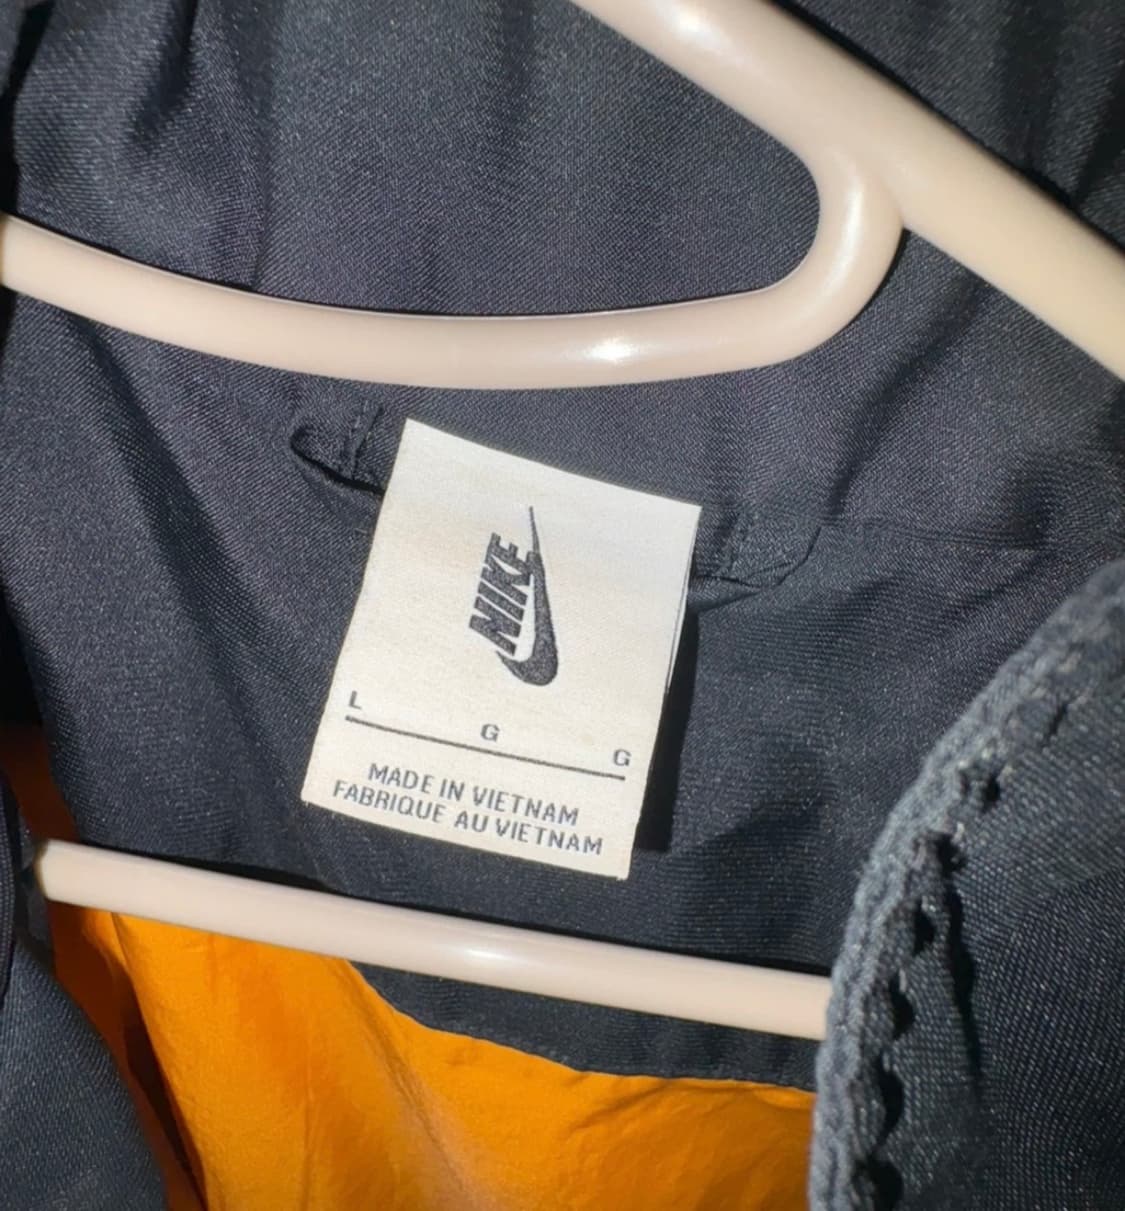 NIKE
L G G
MADE IN VIETNAM
FABRIQUE AU VIETNAM